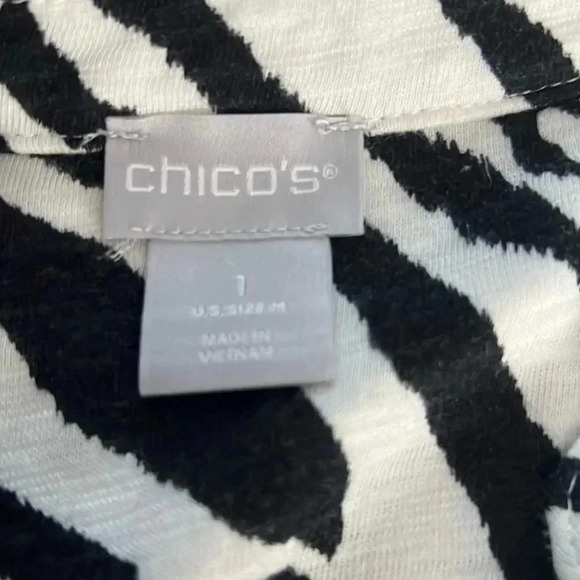 chico's®
1
U.S. SIZE M
MADE IN
VIETNAM